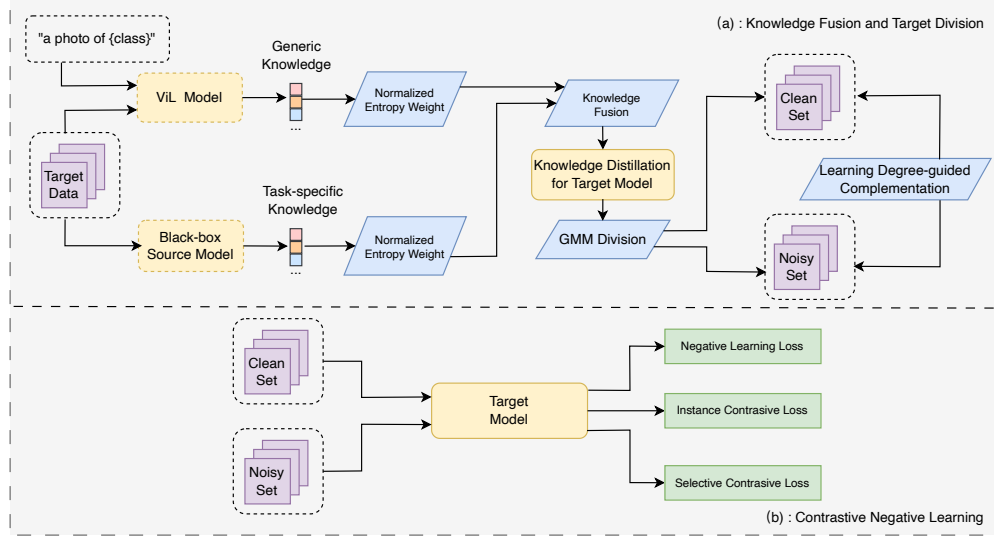 (a) : Knowledge Fusion and Target Division
"a photo of {class}"
ViL Model
Generic
Knowledge
...
Normalized
Entropy Weight
Knowledge
Fusion
Clean
Set
Target
Data
Knowledge Distillation
for Target Model
Learning Degree-guided
Complementation
Black-box
Source Model
Task-specific
Knowledge
...
Normalized
Entropy Weight
GMM Division
Noisy
Set
Clean
Set
Noisy
Set
Target
Model
Negative Learning Loss
Instance Contrasive Loss
Selective Contrasive Loss
(b) : Contrastive Negative Learning